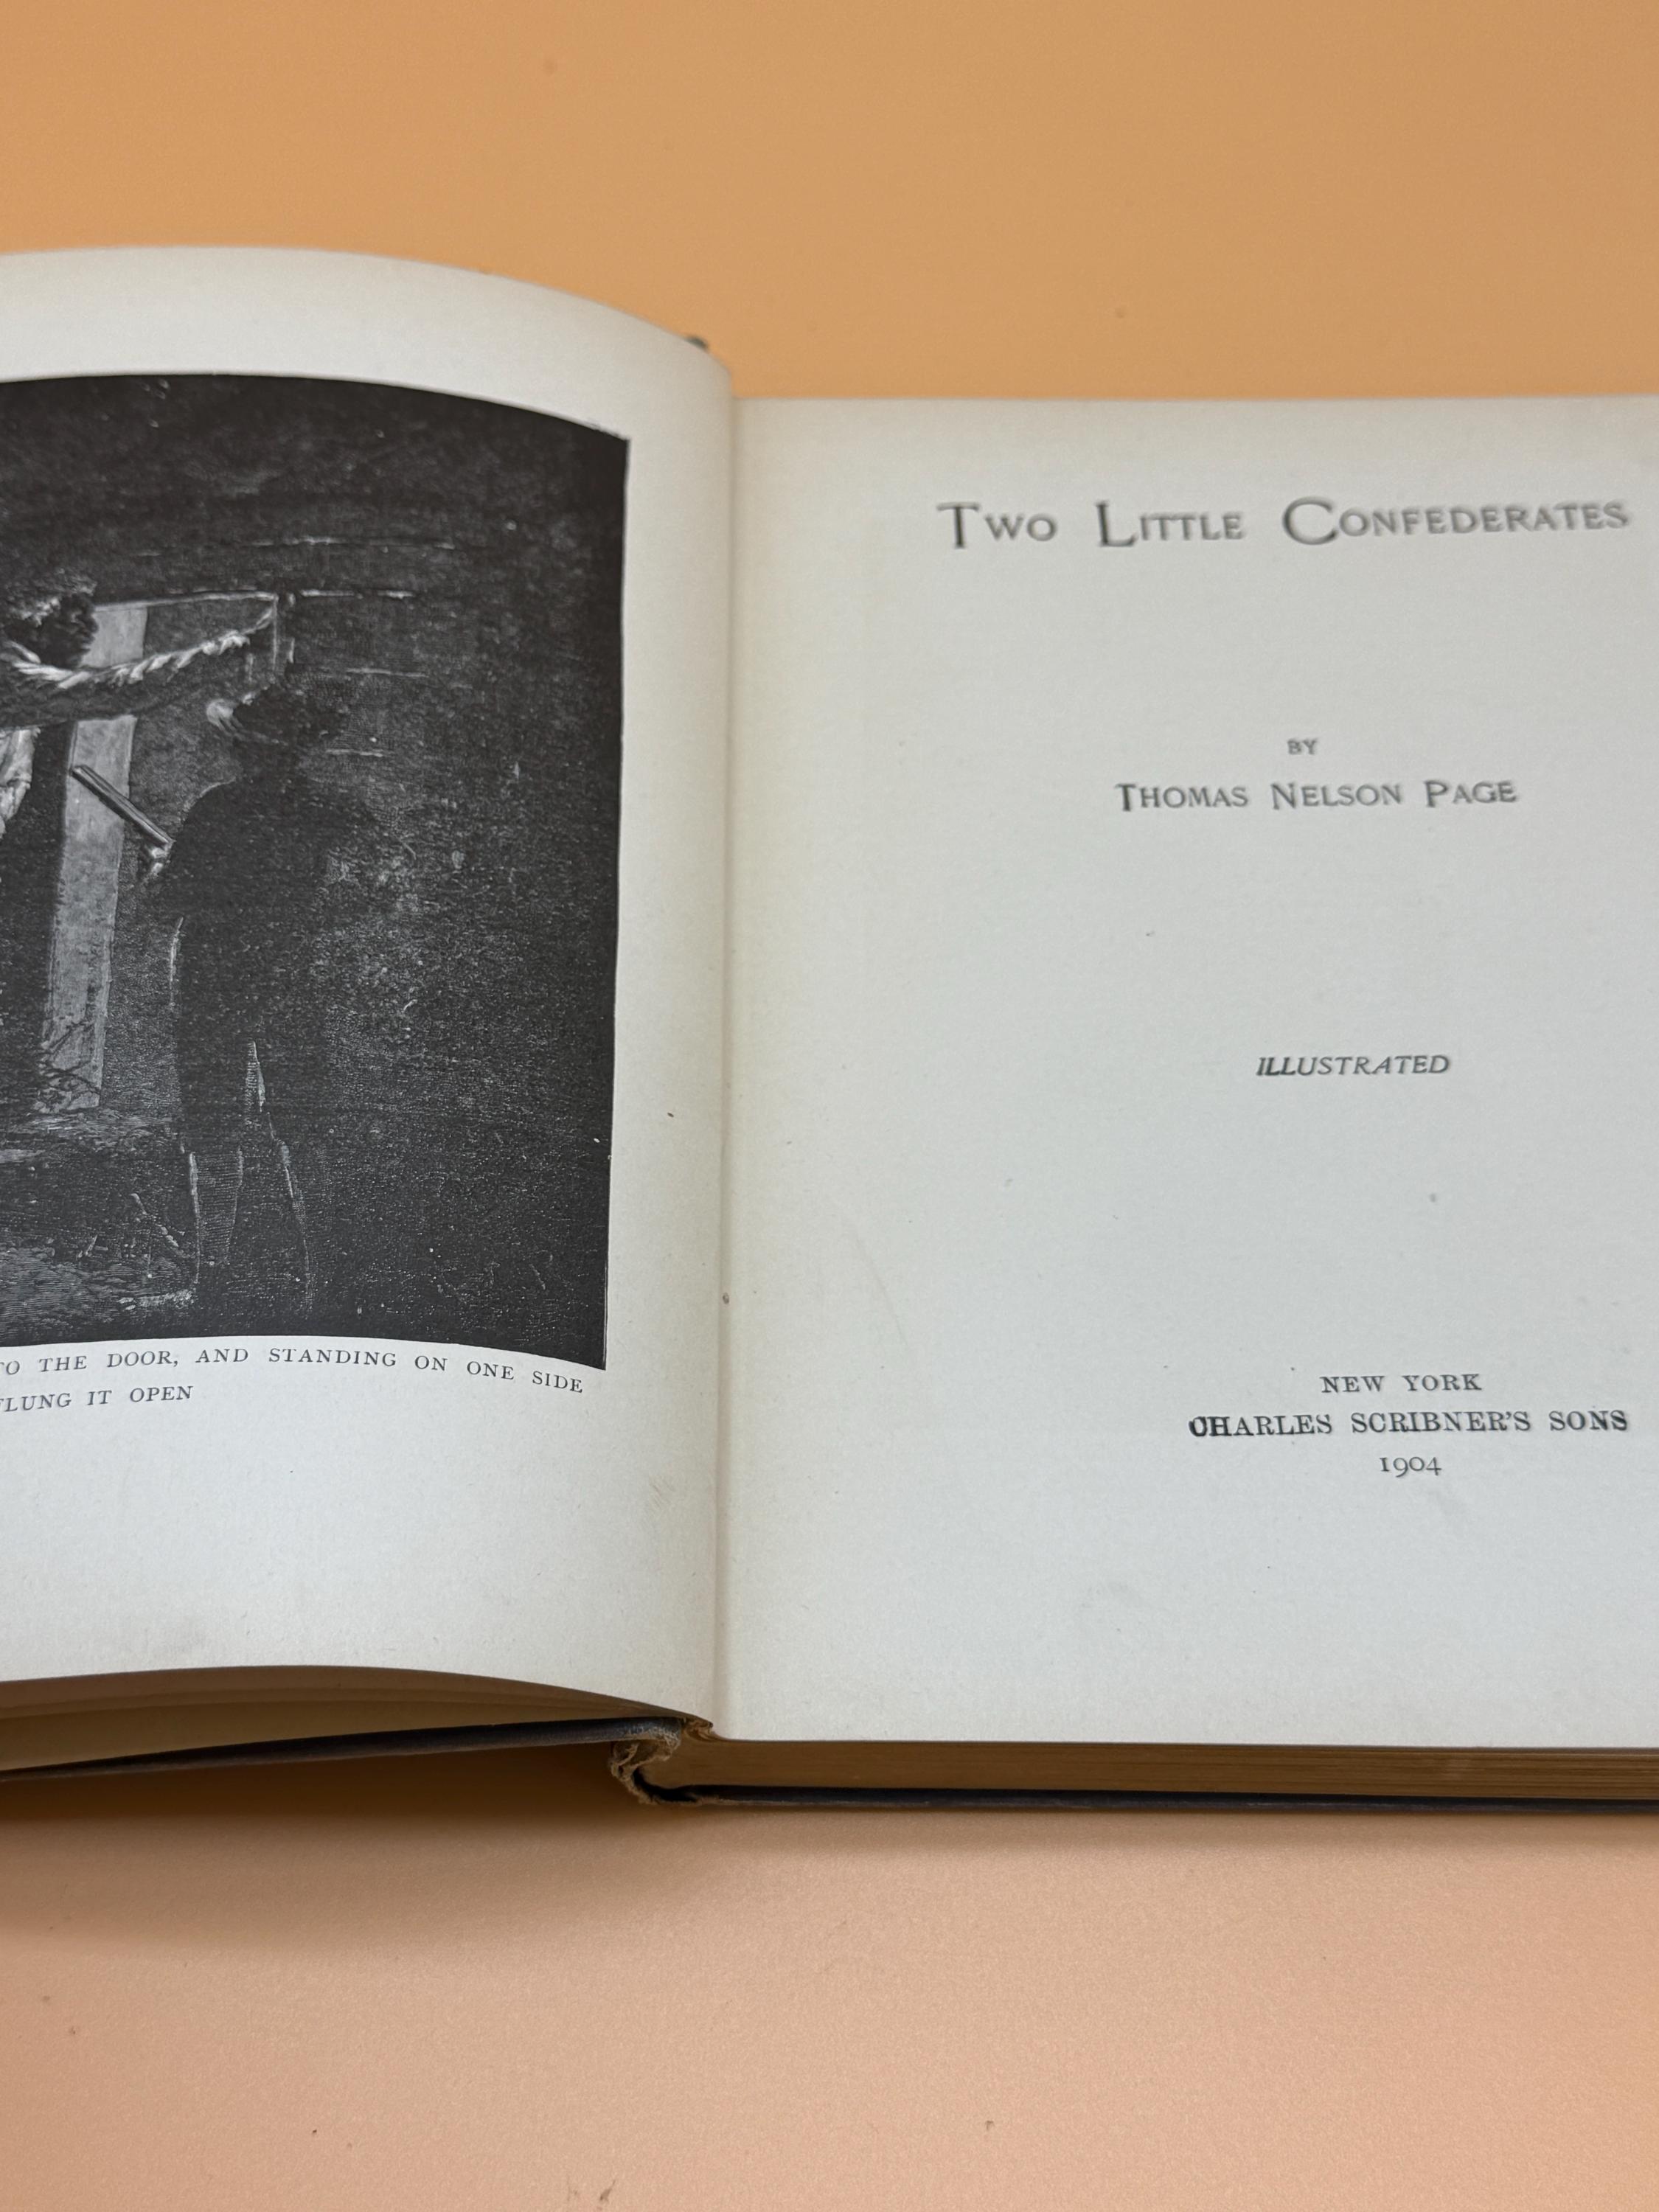 TO THE DOOR, AND STANDING ON ONE SIDE
FLUNG IT OPEN
TWO LITTLE CONFEDERATES
BY
THOMAS NELSON PAGE
ILLUSTRATED
NEW YORK
CHARLES SCRIBNER'S SONS
1904